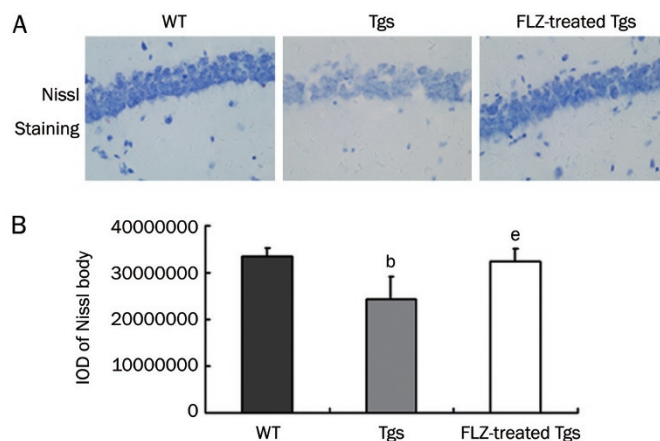 A
WT
Tgs
FLZ-treated Tgs
Nissl
Staining
B
IOD of Nissl body
40000000
30000000
20000000
10000000
0
b
e
WT
Tgs
FLZ-treated Tgs